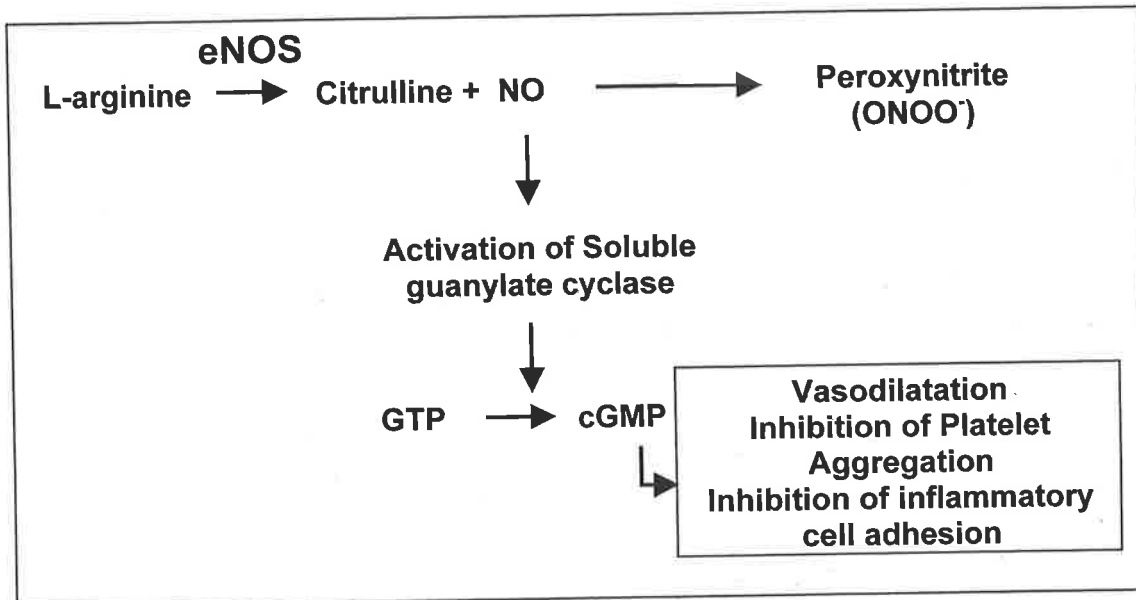 eNOS
L-arginine Citrulline + NO Peroxynitrite
(ONOO⁻)
Activation of Soluble
guanylate cyclase
GTP cGMP
Vasodilatation
Inhibition of Platelet
Aggregation
Inhibition of inflammatory
cell adhesion